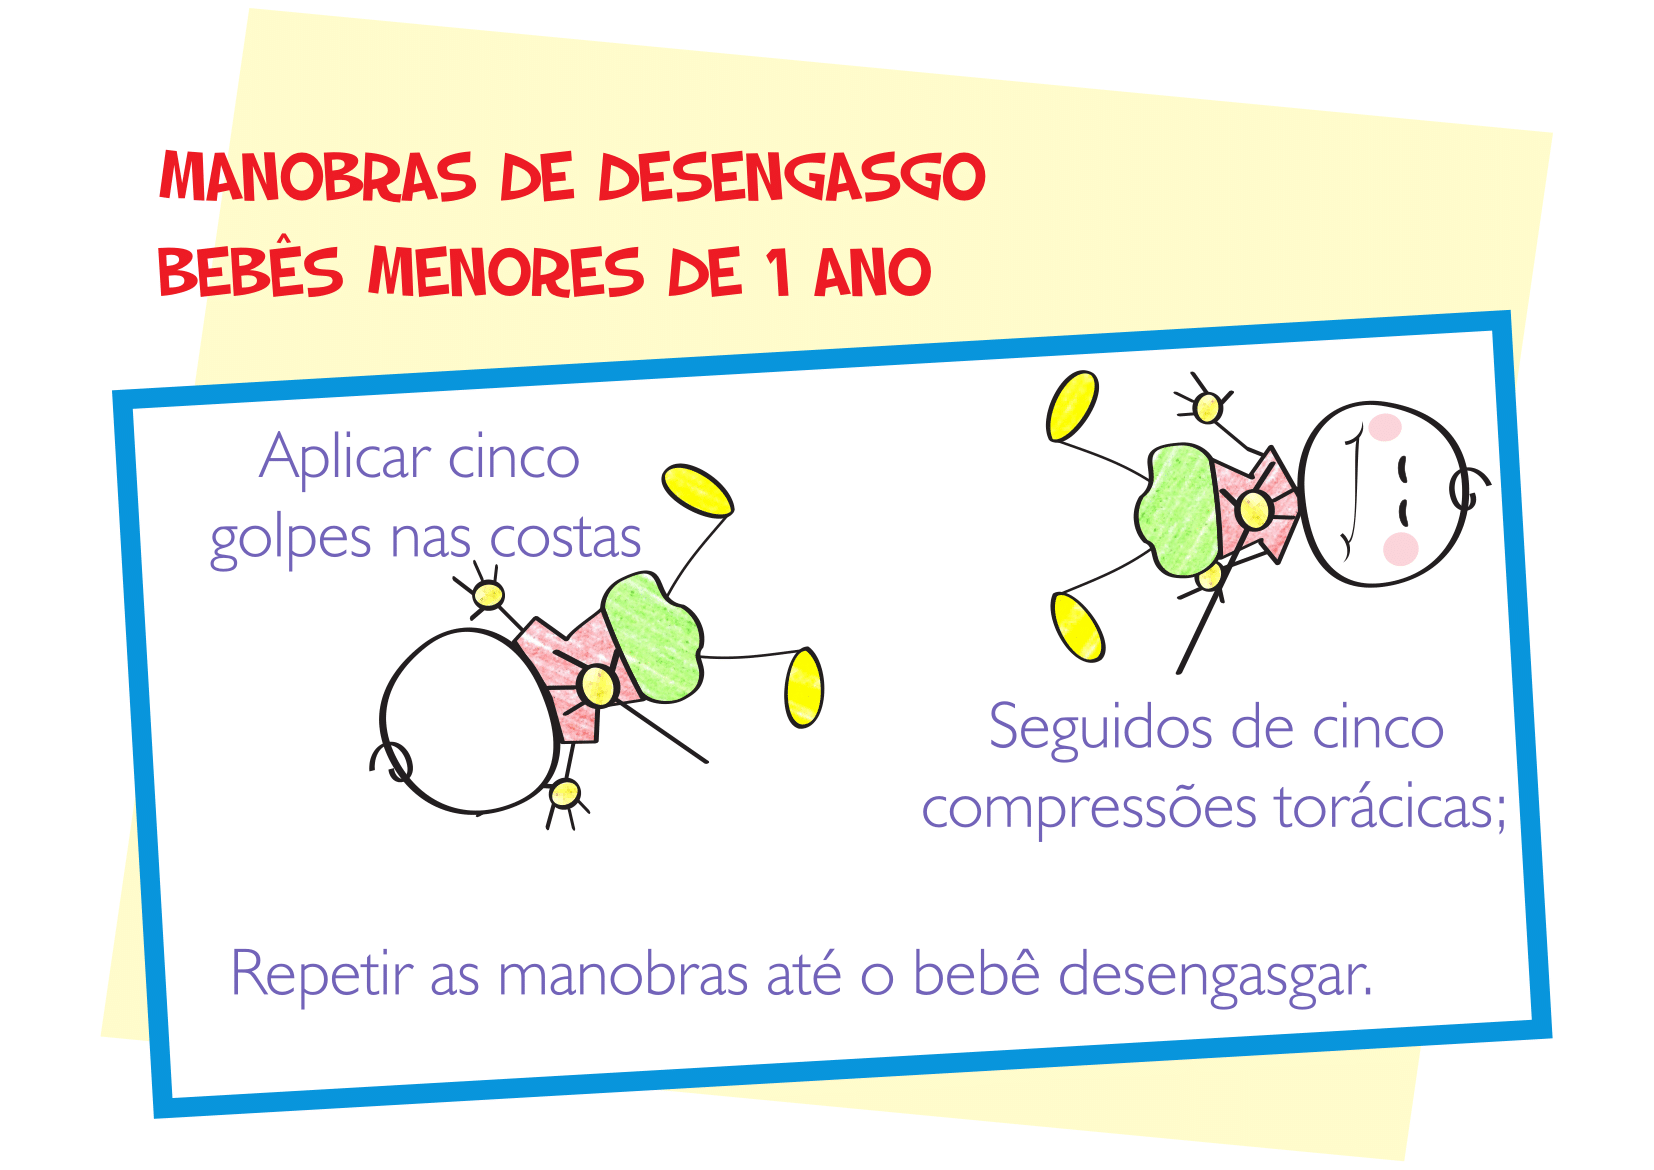 MANOBRAS DE DESENGASGO
BEBÊS MENORES DE 1 ANO
Aplicar cinco
golpes nas costas
Seguidos de cinco
compressões torácicas;
Repetir as manobras até o bebê desengasgar.